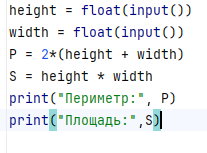 height = float(input())
width = float(input())
P = 2*(height + width)
S = height * width
print("Периметр:", P)
print("Площадь:",S)